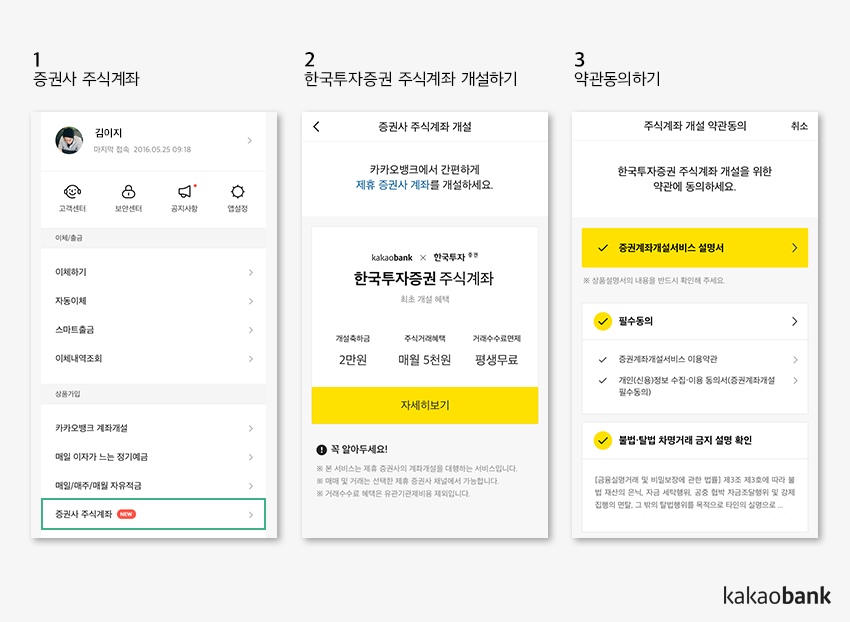 1
증권사 주식계좌
2
한국투자증권 주식계좌 개설하기
3
약관동의하기
김이지
마지막 접속 2016.05.25 09:18
고객센터 보안센터 공지사항 앱설정
이체/출금
이체하기
자동이체
스마트출금
이체내역조회
상품가입
카카오뱅크 계좌개설
매일 이자가 느는 정기예금
매일/매주/매월 자유적금
증권사 주식계좌 NEW
증권사 주식계좌 개설
카카오뱅크에서 간편하게
제휴 증권사 계좌를 개설하세요.
kakaobank × 한국투자 증권
한국투자증권 주식계좌
최초 개설 혜택
개설축하금 주식거래혜택 거래수수료면제
2만원 매월 5천원 평생무료
자세히보기
꼭 알아두세요!
※ 본 서비스는 제휴 증권사의 계좌개설을 대행하는 서비스입니다.
※ 매매 및 거래는 선택한 제휴 증권사 채널에서 가능합니다.
※ 거래수수료 혜택은 유관기관제비용 제외입니다.
주식계좌 개설 약관동의 취소
한국투자증권 주식계좌 개설을 위한
약관에 동의하세요.
증권계좌개설서비스 설명서
※ 상품설명서의 내용을 반드시 확인해 주세요.
필수동의
증권계좌개설서비스 이용약관
개인(신용)정보 수집·이용 동의서(증권계좌개설
필수동의)
불법·탈법 차명거래 금지 설명 확인
[금융실명거래 및 비밀보장에 관한 법률] 제3조 제3호에 따라 불
법 재산의 은닉, 자금 세탁행위, 공중 협박 자금조달행위 및 강제
집행의 면탈, 그 밖의 탈법행위를 목적으로 타인의 실명으로 ...
kakaobank